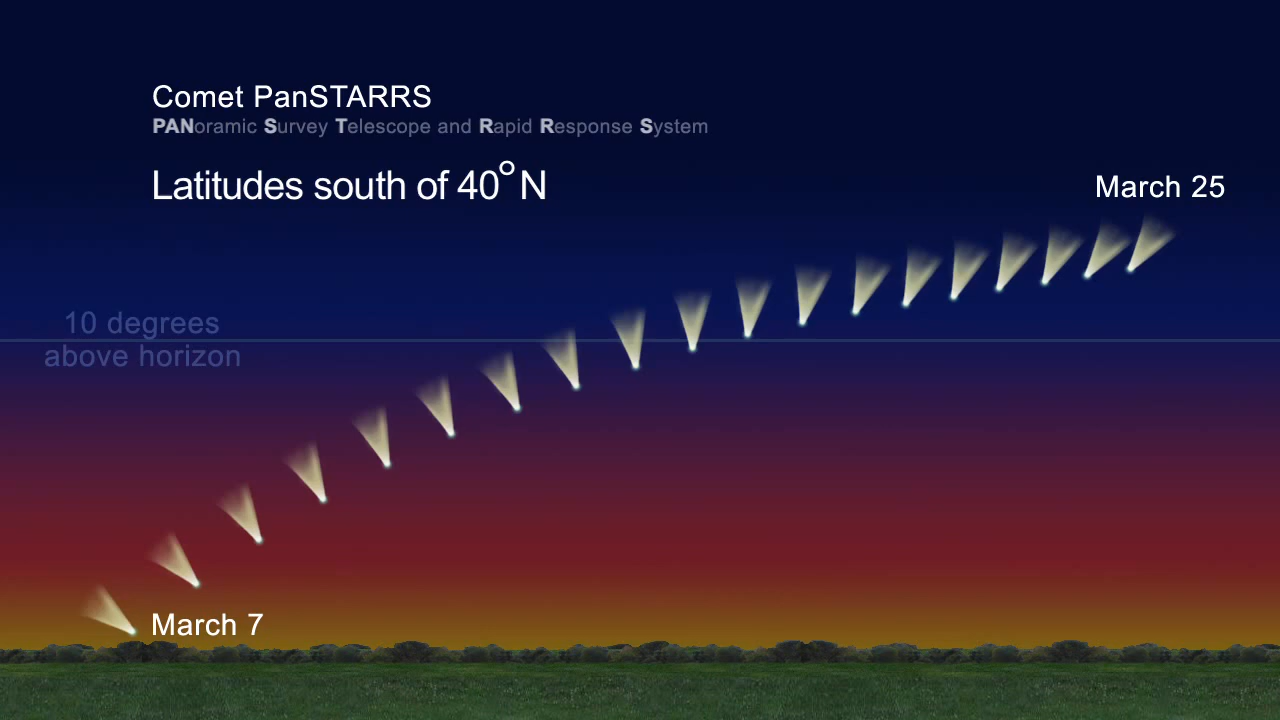 Comet PanSTARRS
PANoramic Survey Telescope and Rapid Response System
Latitudes south of 40° N
March 25
10 degrees
above horizon
March 7